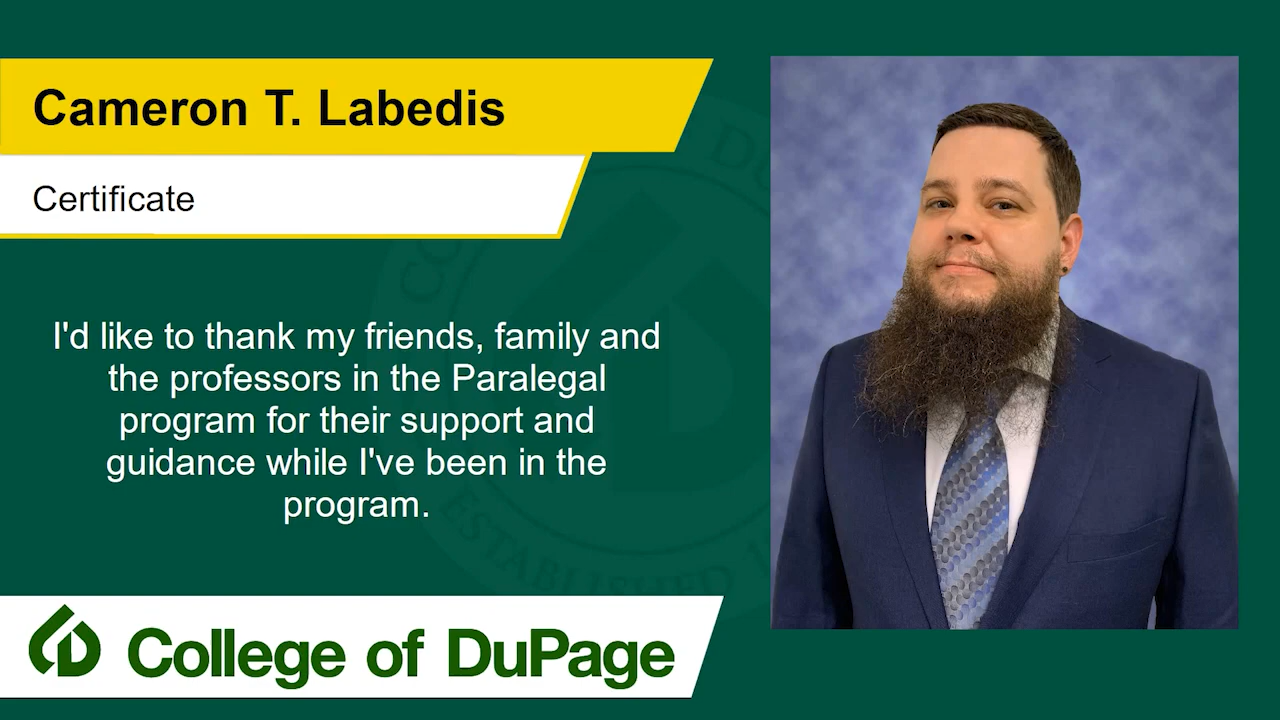 Cameron T. Labedis
Certificate
I'd like to thank my friends, family and
the professors in the Paralegal
program for their support and
guidance while I've been in the
program.
College of DuPage
ESTABLISHED